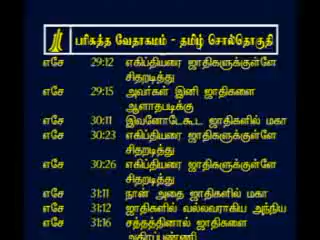 பரிசுத்த வேதாகமம் - தமிழ் சொல்தொகுதி
எசே 29:12 எகிப்தியரை ஜாதிகளுக்குள்ளே
சிதறடித்து
எசே 29:15 அவர்கள் இனி ஜாதிகளை
ஆளாதபடிக்கு
எசே 30:11 இவனோடேகூட ஜாதிகளில் மகா
எசே 30:23 எகிப்தியரை ஜாதிகளுக்குள்ளே
சிதறடித்து
எசே 30:26 எகிப்தியரை ஜாதிகளுக்குள்ளே
சிதறடித்து
எசே 31:11 நான் அதை ஜாதிகளில் மகா
எசே 31:12 ஜாதிகளில் வல்லவராகிய அந்நிய
எசே 31:16 சத்தத்தினால் ஜாதிகளை
அதிரப்பண்ணி